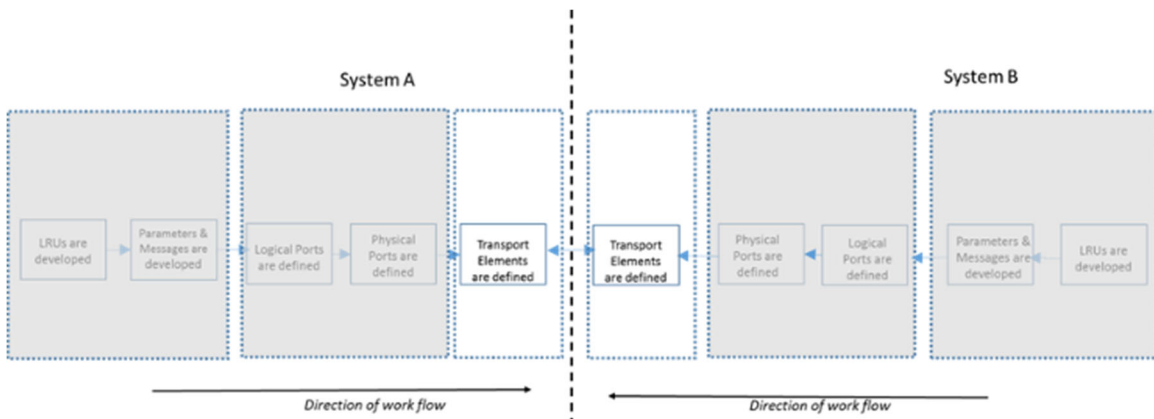 System A
System B
LRUs are
developed
Parameters &
Messages are
developed
Logical Ports
are defined
Physical
Ports are
defined
Transport
Elements
are defined
Transport
Elements
are defined
Physical
Ports are
defined
Logical
Ports are
defined
Parameters &
Messages are
developed
LRUs are
developed
Direction of work flow
Direction of work flow